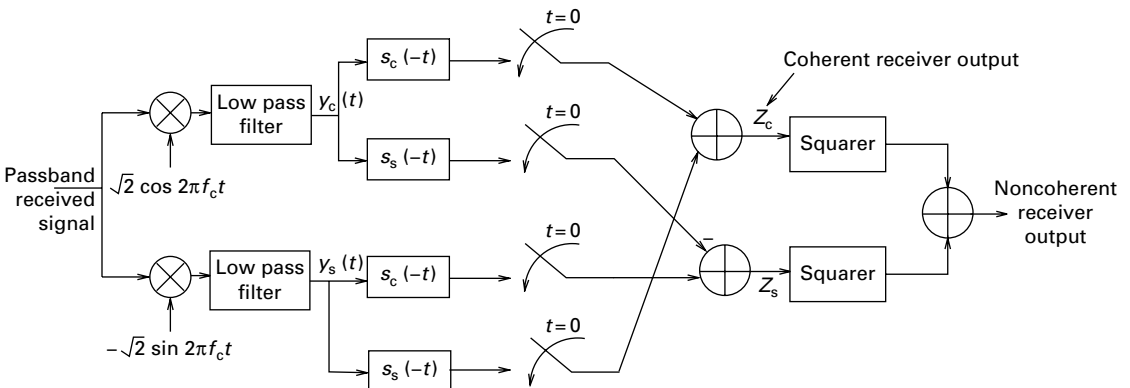 t = 0
Coherent receiver output
s_c (−t)
Low pass
filter
y_c (t)
t = 0
Z_c
Squarer
s_s (−t)
Passband
received
signal
√2 cos 2πf_c t
Noncoherent
receiver
output
t = 0
−
Low pass
filter
y_s (t)
s_c (−t)
Z_s
Squarer
t = 0
−√2 sin 2πf_c t
s_s (−t)